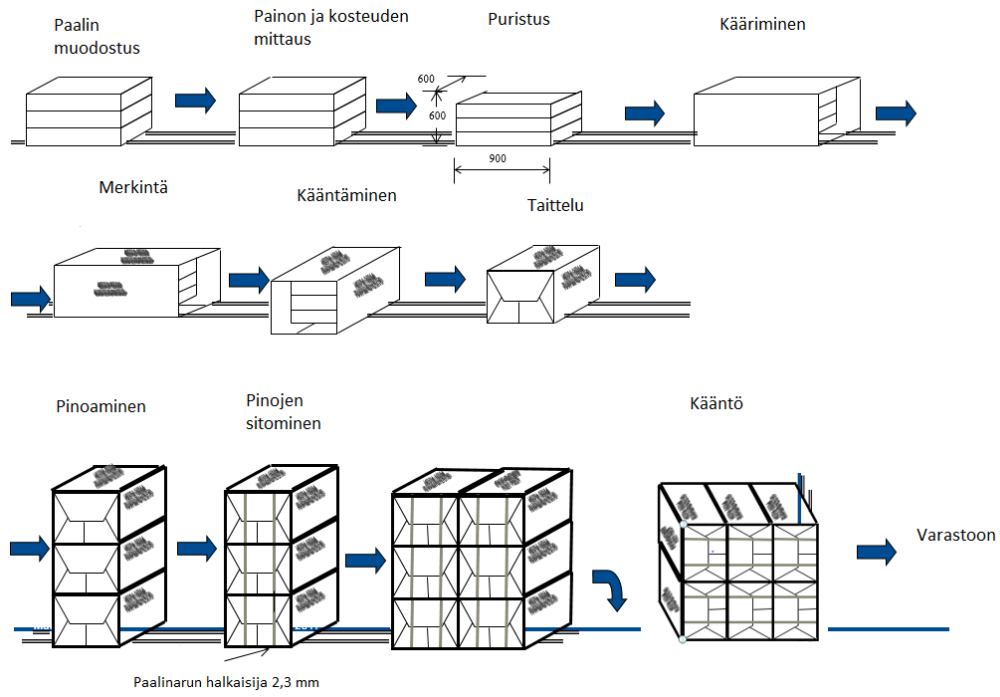 Paalin
muodostus
Painon ja kosteuden
mittaus
Puristus
Kääriminen
600
600
900
Merkintä
Kääntäminen
Taittelu
Pinoaminen
Pinojen
sitominen
Kääntö
Varastoon
Paalinarun halkaisija 2,3 mm